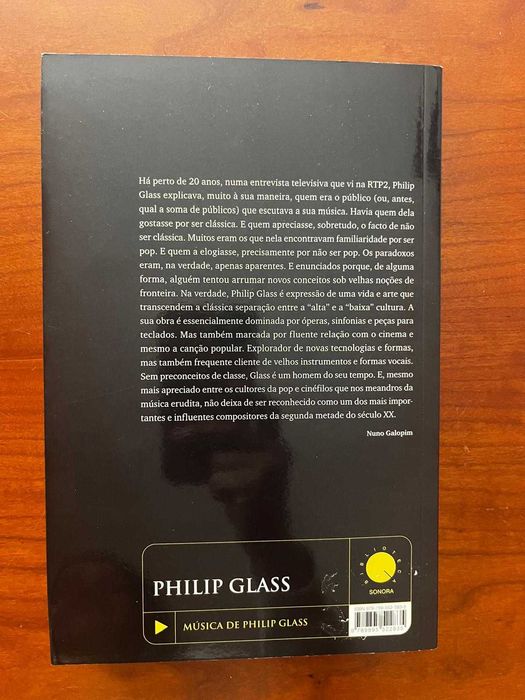 Há perto de 20 anos, numa entrevista televisiva que vi na RTP2, Philip
Glass explicava, muito à sua maneira, quem era o público (ou, antes,
qual a soma de públicos) que escutava a sua música. Havia quem dela
gostasse por ser clássica. E quem apreciasse, sobretudo, o facto de não
ser clássica. Muitos eram os que nela encontravam familiaridade por ser
pop. E quem a elogiasse, precisamente por não ser pop. Os paradoxos
eram, na verdade, apenas aparentes. E enunciados porque, de alguma
forma, alguém tentou arrumar novos conceitos sob velhas noções de
fronteira. Na verdade, Philip Glass é expressão de uma vida e arte que
transcendem a clássica separação entre a “alta” e a “baixa” cultura. A
sua obra é essencialmente dominada por óperas, sinfonias e peças para
teclados. Mas também marcada por fluente relação com o cinema e
mesmo a canção popular. Explorador de novas tecnologias e formas,
mas também frequente cliente de velhos instrumentos e formas vocais.
Sem preconceitos de classe, Glass é um homem do seu tempo. E, mesmo
mais apreciado entre os cultores da pop e cinéfilos que nos meandros da
música erudita, não deixa de ser reconhecido como um dos mais impor-
tantes e influentes compositores da segunda metade do século XX.
Nuno Galopim
PHILIP GLASS
MÚSICA DE PHILIP GLASS
BIBLIOTECA
SONORA